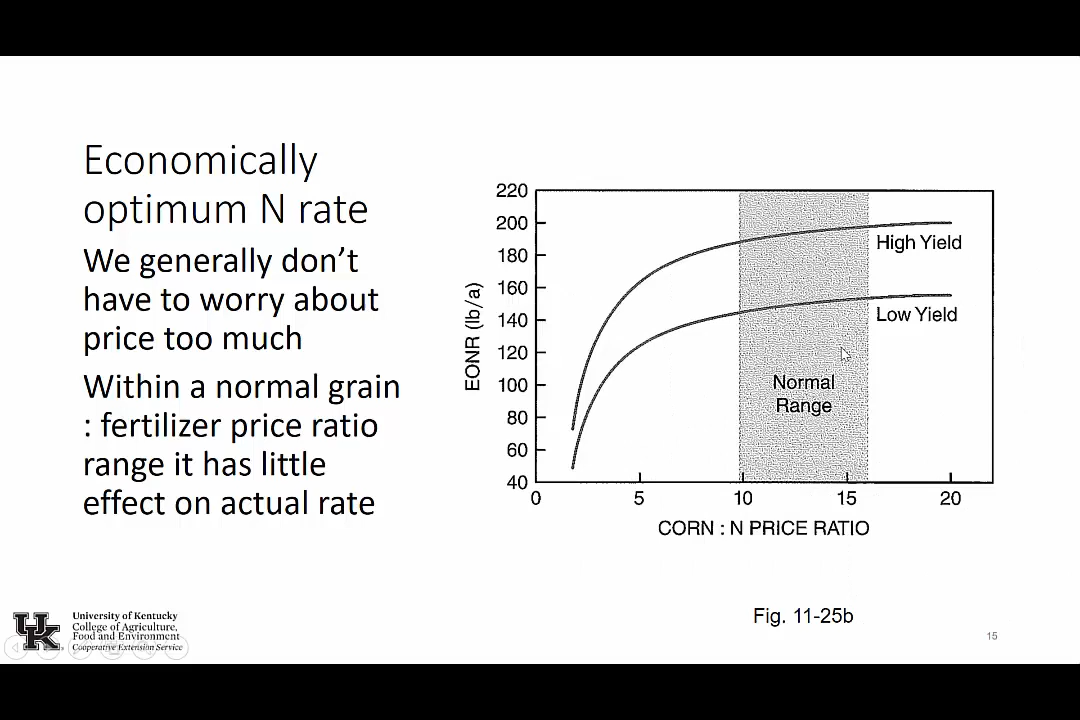 Economically
optimum N rate
We generally don’t
have to worry about
price too much
Within a normal grain
: fertilizer price ratio
range it has little
effect on actual rate
220
200
180
160
140
120
100
80
60
40
EONR (lb/a)
High Yield
Low Yield
Normal
Range
0 5 10 15 20
CORN : N PRICE RATIO
Fig. 11-25b
UK
University of Kentucky
College of Agriculture,
Food and Environment
Cooperative Extension Service
15